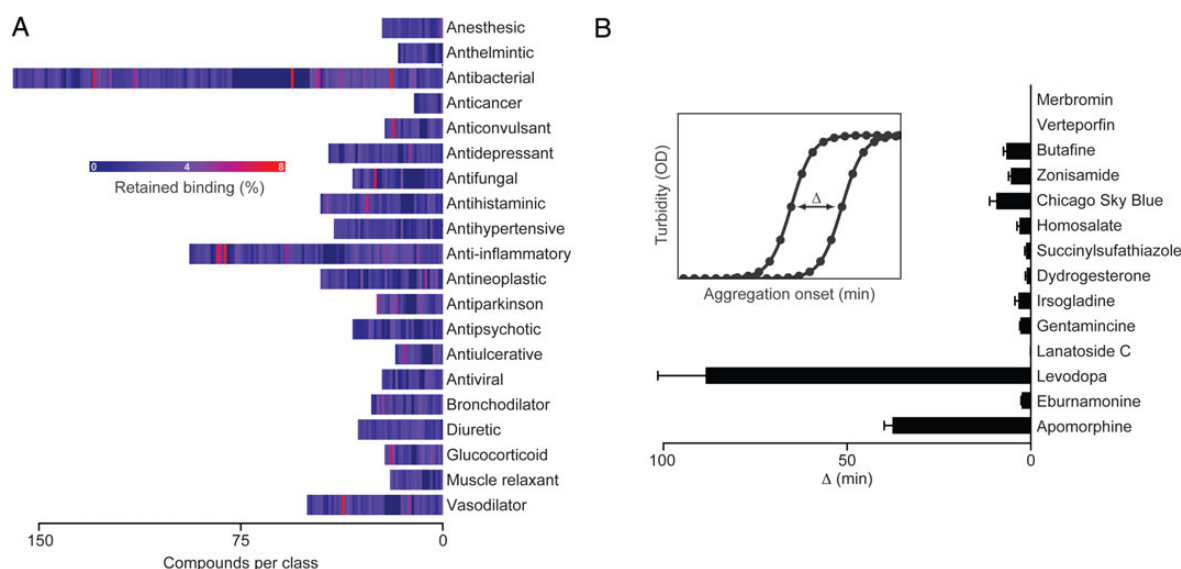 A
Anesthesic
Anthelmintic
Antibacterial
Anticancer
Anticonvulsant
Antidepressant
Antifungal
Antihistaminic
Antihypertensive
Anti-inflammatory
Antineoplastic
Antiparkinson
Antipsychotic
Antiulcerative
Antiviral
Bronchodilator
Diuretic
Glucocorticoid
Muscle relaxant
Vasodilator
0 4 8
Retained binding (%)
150 75 0
Compounds per class
B
Turbidity (OD)
Δ
Aggregation onset (min)
Merbromin
Verteporfin
Butafine
Zonisamide
Chicago Sky Blue
Homosalate
Succinylsufathiazole
Dydrogesterone
Irsogladine
Gentamincine
Lanatoside C
Levodopa
Eburnamonine
Apomorphine
100 50 0
Δ (min)